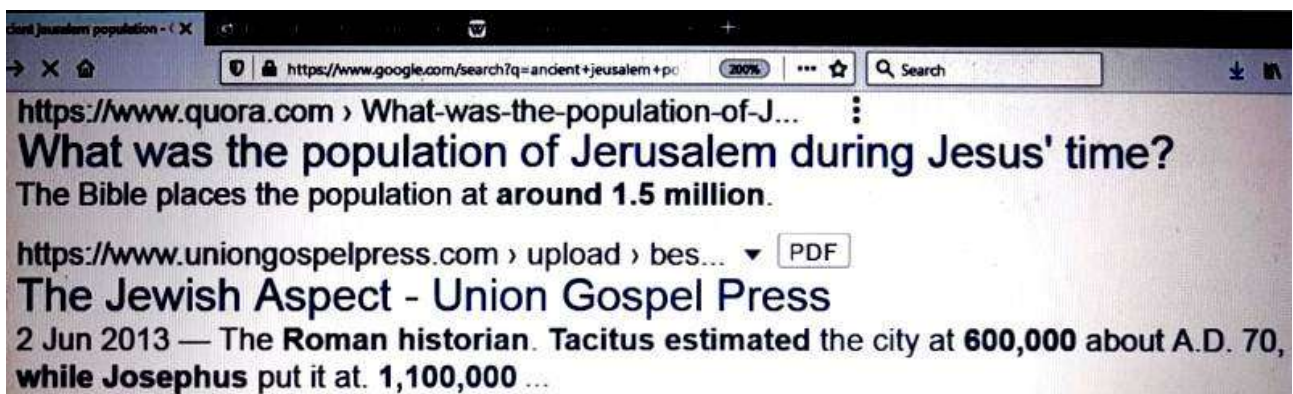 ancient jeusalem population - G X
https://www.google.com/search?q=ancient+jeusalem+po 200% ... Search
https://www.quora.com › What-was-the-population-of-J...
What was the population of Jerusalem during Jesus' time?
The Bible places the population at around 1.5 million.
https://www.uniongospelpress.com › upload › bes... PDF
The Jewish Aspect - Union Gospel Press
2 Jun 2013 — The Roman historian. Tacitus estimated the city at 600,000 about A.D. 70,
while Josephus put it at. 1,100,000 ...